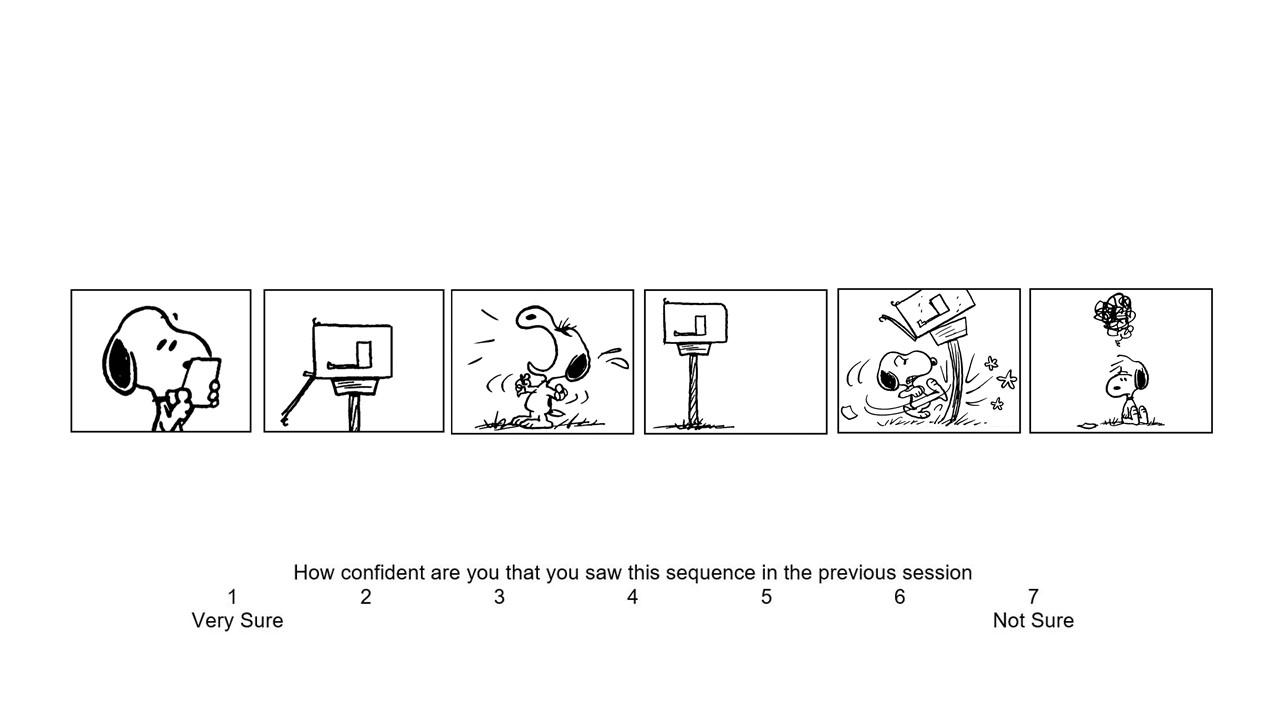 How confident are you that you saw this sequence in the previous session
1 2 3 4 5 6 7
Very Sure Not Sure